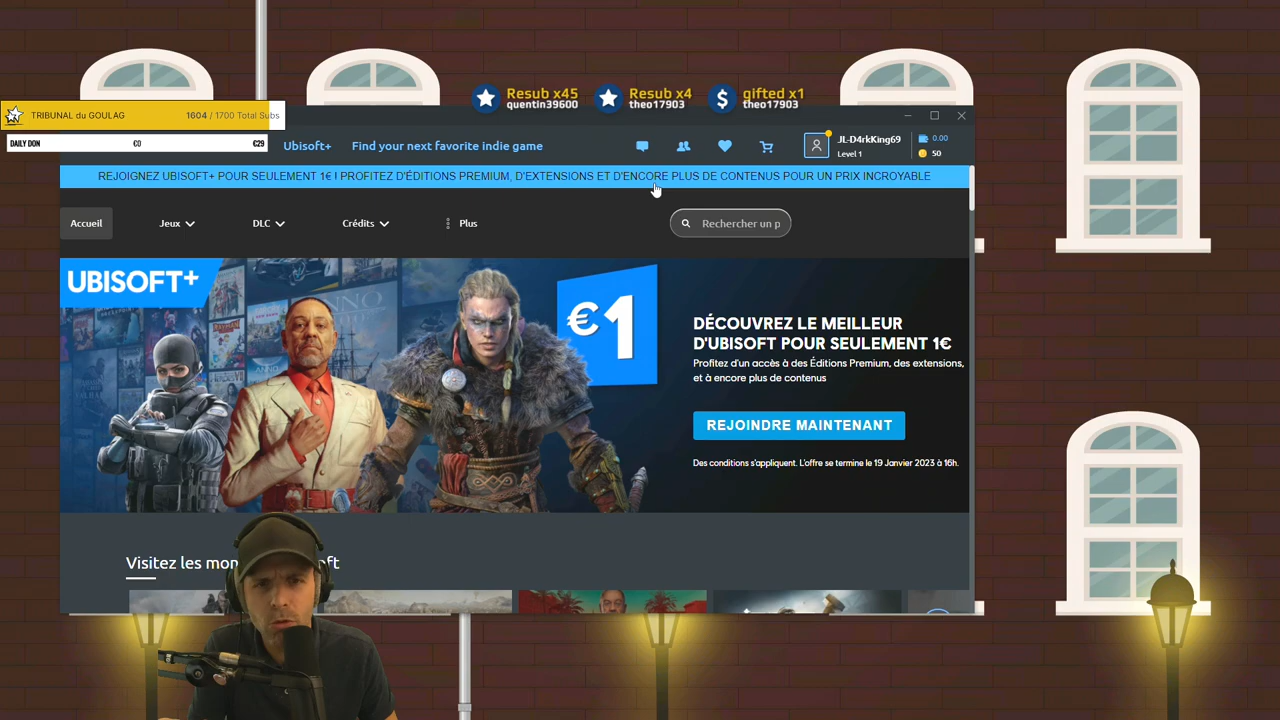 Resub x45
quentin39600
Resub x4
theo17903
gifted x1
theo17903
TRIBUNAL du GOULAG
1604 / 1700 Total Subs
DAILY DON
€0
€29
Ubisoft+
Find your next favorite indie game
JL-D4rkKing69
Level 1
0.00
50
REJOIGNEZ UBISOFT+ POUR SEULEMENT 1€ ! PROFITEZ D'ÉDITIONS PREMIUM, D'EXTENSIONS ET D'ENCORE PLUS DE CONTENUS POUR UN PRIX INCROYABLE
Accueil
Jeux
DLC
Crédits
Plus
Rechercher un p
UBISOFT+
€1
DÉCOUVREZ LE MEILLEUR
D'UBISOFT POUR SEULEMENT 1€
Profitez d'un accès à des Éditions Premium, des extensions,
et à encore plus de contenus
REJOINDRE MAINTENANT
Des conditions s'appliquent. L'offre se termine le 19 Janvier 2023 à 16h.
Visitez les mon
ft